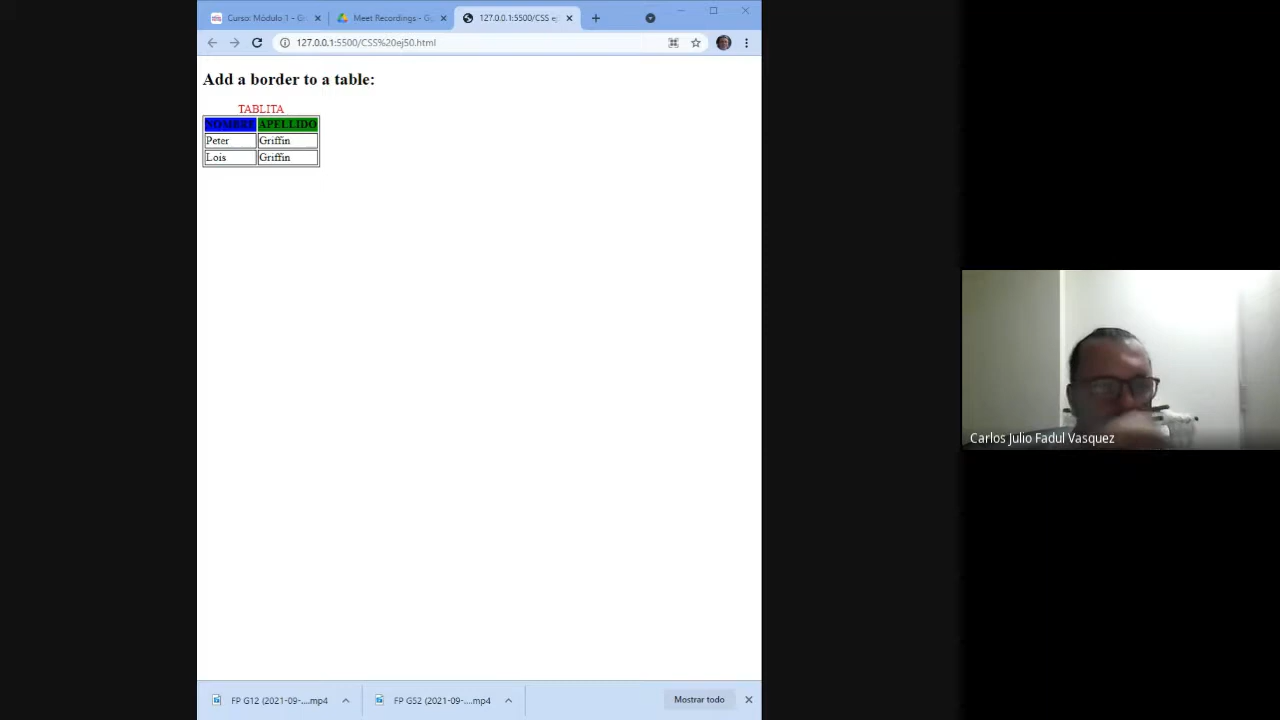 Curso: Módulo 1 - G
Meet Recordings - G
127.0.0.1:5500/CSS e
127.0.0.1:5500/CSS%20ej50.html
Add a border to a table:
TABLITA
NOMBRE APELLIDO
Peter Griffin
Lois Griffin
Carlos Julio Fadul Vasquez
FP G12 (2021-09-....mp4
FP G52 (2021-09-....mp4
Mostrar todo